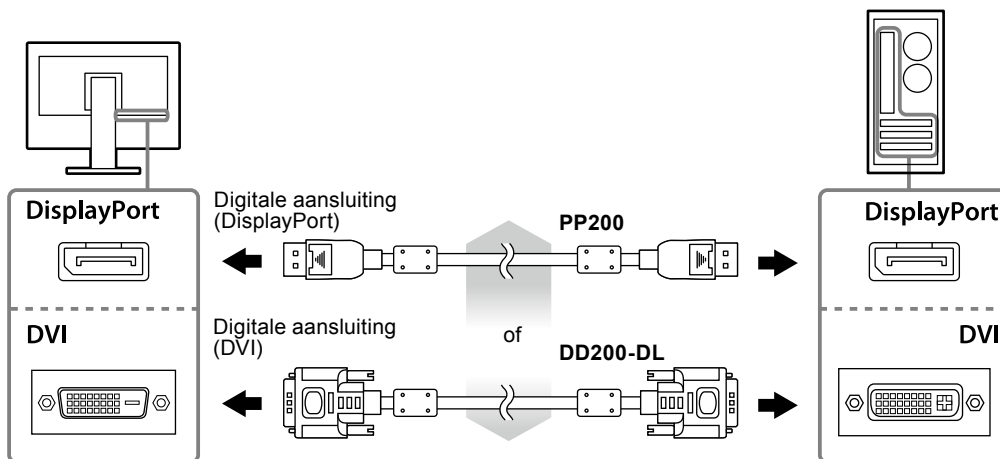 DisplayPort
Digitale aansluiting
(DisplayPort)
PP200
DisplayPort
DVI
Digitale aansluiting
(DVI)
of
DD200-DL
DVI